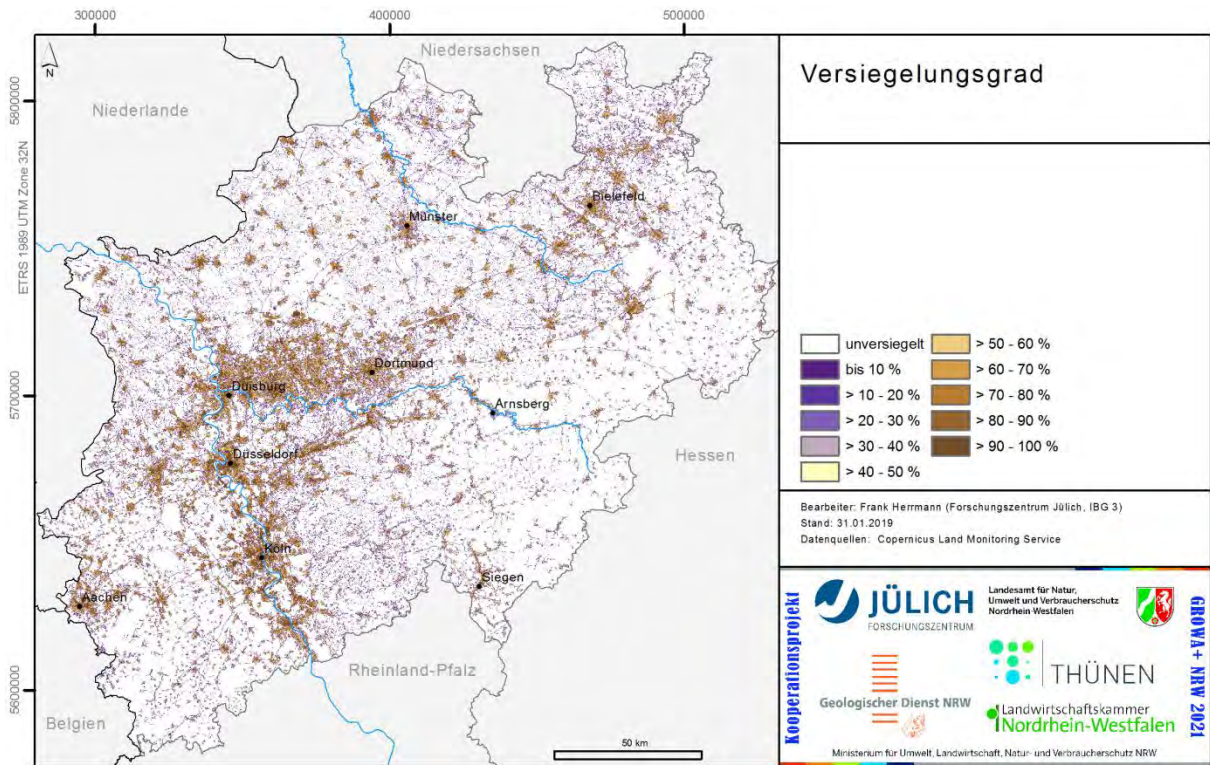 300000
400000
500000
5800000
5700000
5600000
ETRS 1989 UTM Zone 32N
N
Niedersachsen
Niederlande
Bielefeld
Münster
Dortmund
Duisburg
Arnsberg
Düsseldorf
Hessen
Köln
Siegen
Aachen
Rheinland-Pfalz
Belgien
50 km
Versiegelungsgrad
unversiegelt
bis 10 %
> 10 - 20 %
> 20 - 30 %
> 30 - 40 %
> 40 - 50 %
> 50 - 60 %
> 60 - 70 %
> 70 - 80 %
> 80 - 90 %
> 90 - 100 %
Bearbeiter: Frank Herrmann (Forschungszentrum Jülich, IBG 3)
Stand: 31.01.2019
Datenquellen: Copernicus Land Monitoring Service
Kooperationsprojekt
JÜLICH
FORSCHUNGSZENTRUM
Landesamt für Natur,
Umwelt und Verbraucherschutz
Nordrhein-Westfalen
THÜNEN
Geologischer Dienst NRW
Landwirtschaftskammer
Nordrhein-Westfalen
GROWA+ NRW 2021
Ministerium für Umwelt, Landwirtschaft, Natur- und Verbraucherschutz NRW